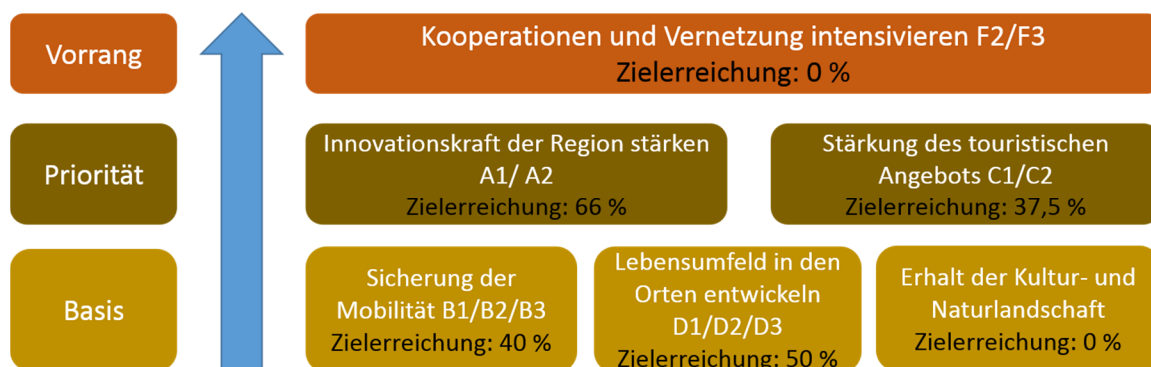 Vorrang
Kooperationen und Vernetzung intensivieren F2/F3
Zielerreichung: 0 %
Priorität
Innovationskraft der Region stärken
A1/ A2
Zielerreichung: 66 %
Stärkung des touristischen
Angebots C1/C2
Zielerreichung: 37,5 %
Basis
Sicherung der
Mobilität B1/B2/B3
Zielerreichung: 40 %
Lebensumfeld in den
Orten entwickeln
D1/D2/D3
Zielerreichung: 50 %
Erhalt der Kultur- und
Naturlandschaft
Zielerreichung: 0 %